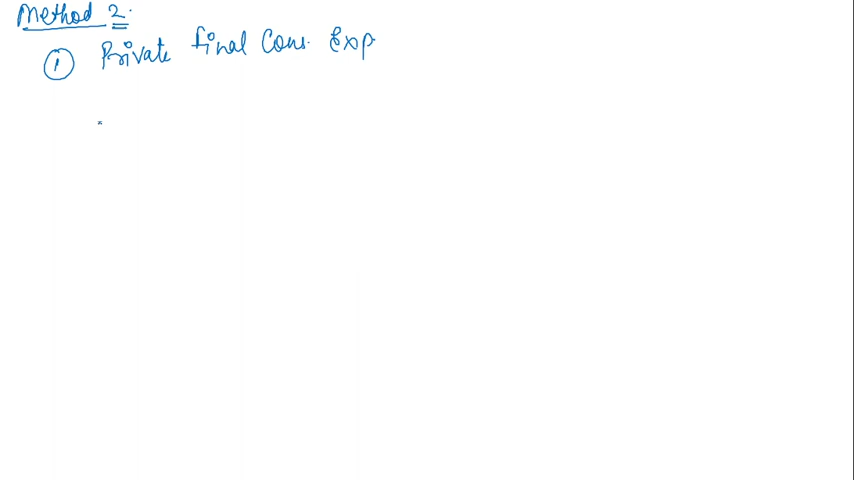 Method 2.
① Private final Cons. Exp